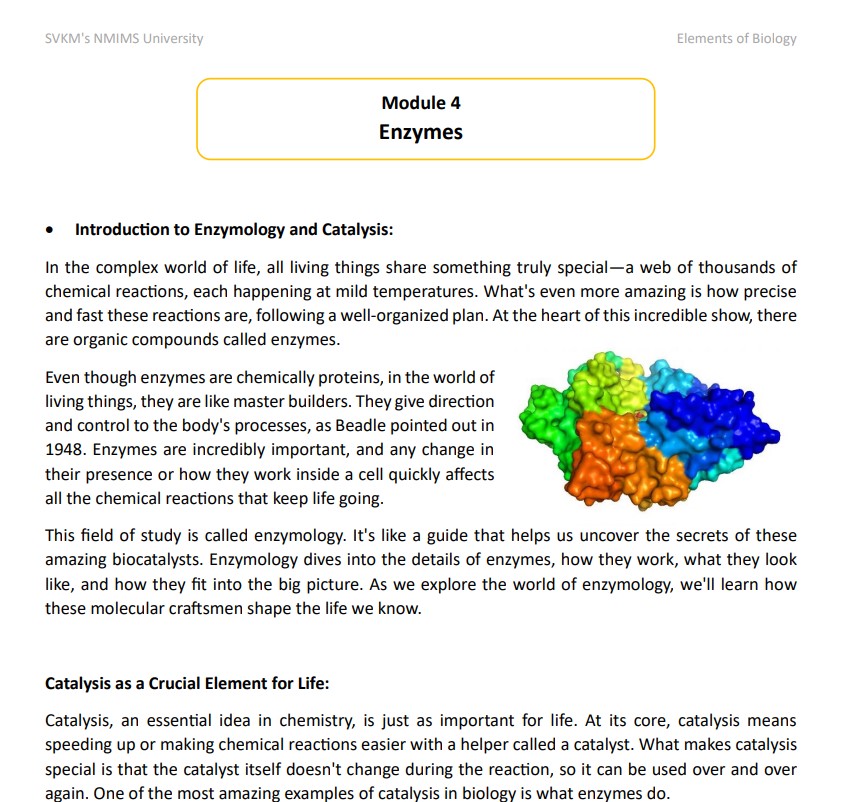 SVKM's NMIMS University
Elements of Biology
Module 4
Enzymes
• Introduction to Enzymology and Catalysis:
In the complex world of life, all living things share something truly special—a web of thousands of
chemical reactions, each happening at mild temperatures. What's even more amazing is how precise
and fast these reactions are, following a well-organized plan. At the heart of this incredible show, there
are organic compounds called enzymes.
Even though enzymes are chemically proteins, in the world of
living things, they are like master builders. They give direction
and control to the body's processes, as Beadle pointed out in
1948. Enzymes are incredibly important, and any change in
their presence or how they work inside a cell quickly affects
all the chemical reactions that keep life going.
This field of study is called enzymology. It's like a guide that helps us uncover the secrets of these
amazing biocatalysts. Enzymology dives into the details of enzymes, how they work, what they look
like, and how they fit into the big picture. As we explore the world of enzymology, we'll learn how
these molecular craftsmen shape the life we know.
Catalysis as a Crucial Element for Life:
Catalysis, an essential idea in chemistry, is just as important for life. At its core, catalysis means
speeding up or making chemical reactions easier with a helper called a catalyst. What makes catalysis
special is that the catalyst itself doesn't change during the reaction, so it can be used over and over
again. One of the most amazing examples of catalysis in biology is what enzymes do.